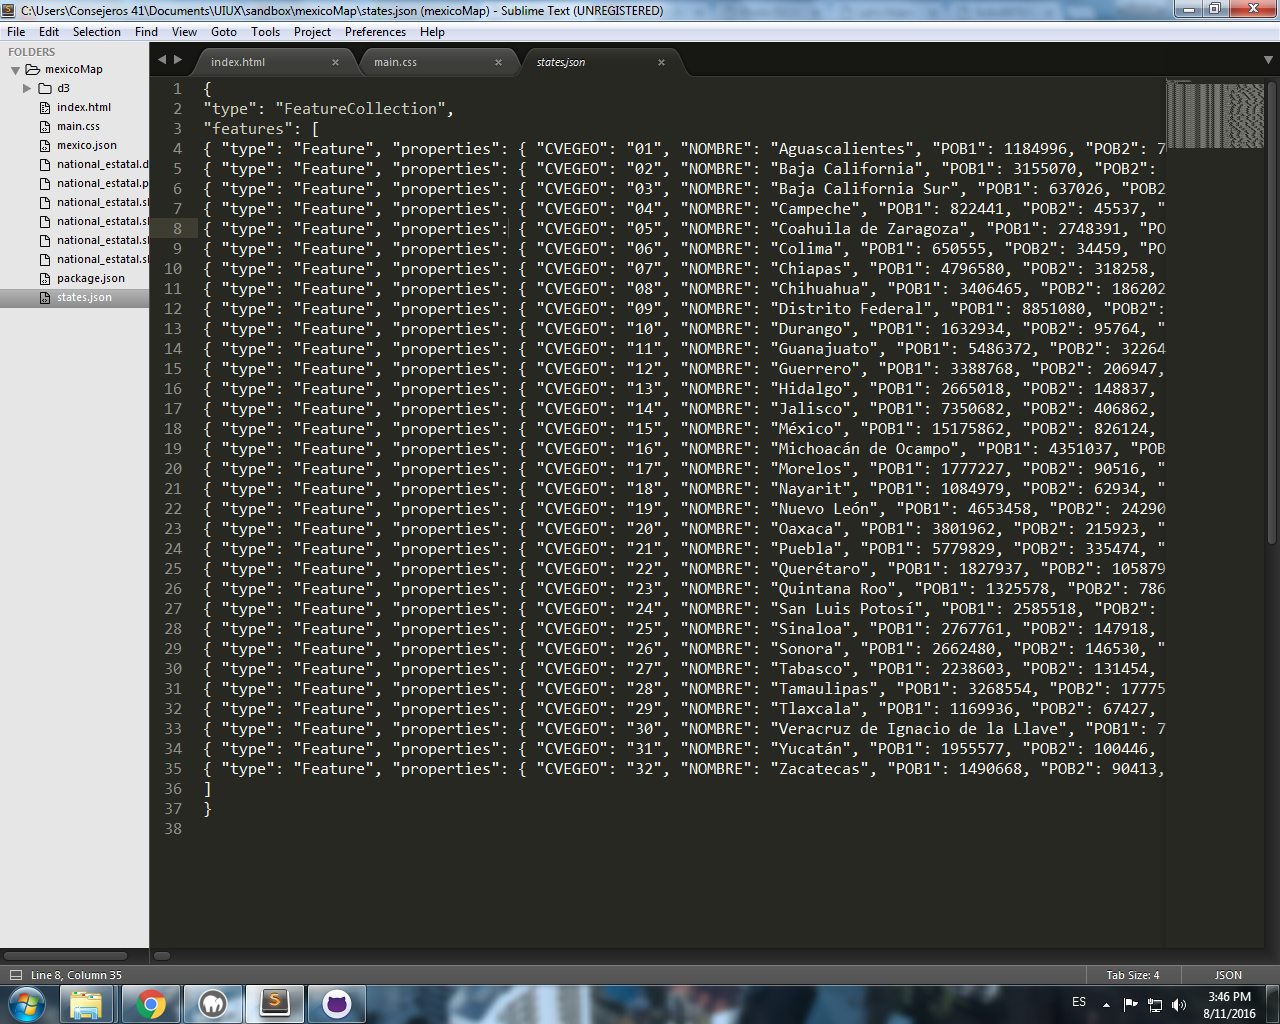 C:\Users\Consejeros 41\Documents\UIUX\sandbox\mexicoMap\states.json (mexicoMap) - Sublime Text (UNREGISTERED)
File Edit Selection Find View Goto Tools Project Preferences Help
FOLDERS
mexicoMap
d3
index.html
main.css
mexico.json
national_estatal.d
national_estatal.p
national_estatal.sl
national_estatal.sl
national_estatal.sl
national_estatal.sl
package.json
states.json
index.html × main.css × states.json ×
1 {
2 "type": "FeatureCollection",
3 "features": [
4 { "type": "Feature", "properties": { "CVEGEO": "01", "NOMBRE": "Aguascalientes", "POB1": 1184996, "POB2": 7
5 { "type": "Feature", "properties": { "CVEGEO": "02", "NOMBRE": "Baja California", "POB1": 3155070, "POB2":
6 { "type": "Feature", "properties": { "CVEGEO": "03", "NOMBRE": "Baja California Sur", "POB1": 637026, "POB2
7 { "type": "Feature", "properties": { "CVEGEO": "04", "NOMBRE": "Campeche", "POB1": 822441, "POB2": 45537, "
8 { "type": "Feature", "properties": { "CVEGEO": "05", "NOMBRE": "Coahuila de Zaragoza", "POB1": 2748391, "PO
9 { "type": "Feature", "properties": { "CVEGEO": "06", "NOMBRE": "Colima", "POB1": 650555, "POB2": 34459, "PO
10 { "type": "Feature", "properties": { "CVEGEO": "07", "NOMBRE": "Chiapas", "POB1": 4796580, "POB2": 318258,
11 { "type": "Feature", "properties": { "CVEGEO": "08", "NOMBRE": "Chihuahua", "POB1": 3406465, "POB2": 186202
12 { "type": "Feature", "properties": { "CVEGEO": "09", "NOMBRE": "Distrito Federal", "POB1": 8851080, "POB2":
13 { "type": "Feature", "properties": { "CVEGEO": "10", "NOMBRE": "Durango", "POB1": 1632934, "POB2": 95764, "
14 { "type": "Feature", "properties": { "CVEGEO": "11", "NOMBRE": "Guanajuato", "POB1": 5486372, "POB2": 32264
15 { "type": "Feature", "properties": { "CVEGEO": "12", "NOMBRE": "Guerrero", "POB1": 3388768, "POB2": 206947,
16 { "type": "Feature", "properties": { "CVEGEO": "13", "NOMBRE": "Hidalgo", "POB1": 2665018, "POB2": 148837,
17 { "type": "Feature", "properties": { "CVEGEO": "14", "NOMBRE": "Jalisco", "POB1": 7350682, "POB2": 406862,
18 { "type": "Feature", "properties": { "CVEGEO": "15", "NOMBRE": "México", "POB1": 15175862, "POB2": 826124,
19 { "type": "Feature", "properties": { "CVEGEO": "16", "NOMBRE": "Michoacán de Ocampo", "POB1": 4351037, "POB
20 { "type": "Feature", "properties": { "CVEGEO": "17", "NOMBRE": "Morelos", "POB1": 1777227, "POB2": 90516, "
21 { "type": "Feature", "properties": { "CVEGEO": "18", "NOMBRE": "Nayarit", "POB1": 1084979, "POB2": 62934, "
22 { "type": "Feature", "properties": { "CVEGEO": "19", "NOMBRE": "Nuevo León", "POB1": 4653458, "POB2": 24290
23 { "type": "Feature", "properties": { "CVEGEO": "20", "NOMBRE": "Oaxaca", "POB1": 3801962, "POB2": 215923, "
24 { "type": "Feature", "properties": { "CVEGEO": "21", "NOMBRE": "Puebla", "POB1": 5779829, "POB2": 335474, "
25 { "type": "Feature", "properties": { "CVEGEO": "22", "NOMBRE": "Querétaro", "POB1": 1827937, "POB2": 105879
26 { "type": "Feature", "properties": { "CVEGEO": "23", "NOMBRE": "Quintana Roo", "POB1": 1325578, "POB2": 786
27 { "type": "Feature", "properties": { "CVEGEO": "24", "NOMBRE": "San Luis Potosí", "POB1": 2585518, "POB2":
28 { "type": "Feature", "properties": { "CVEGEO": "25", "NOMBRE": "Sinaloa", "POB1": 2767761, "POB2": 147918,
29 { "type": "Feature", "properties": { "CVEGEO": "26", "NOMBRE": "Sonora", "POB1": 2662480, "POB2": 146530, "
30 { "type": "Feature", "properties": { "CVEGEO": "27", "NOMBRE": "Tabasco", "POB1": 2238603, "POB2": 131454,
31 { "type": "Feature", "properties": { "CVEGEO": "28", "NOMBRE": "Tamaulipas", "POB1": 3268554, "POB2": 17775
32 { "type": "Feature", "properties": { "CVEGEO": "29", "NOMBRE": "Tlaxcala", "POB1": 1169936, "POB2": 67427,
33 { "type": "Feature", "properties": { "CVEGEO": "30", "NOMBRE": "Veracruz de Ignacio de la Llave", "POB1": 7
34 { "type": "Feature", "properties": { "CVEGEO": "31", "NOMBRE": "Yucatán", "POB1": 1955577, "POB2": 100446,
35 { "type": "Feature", "properties": { "CVEGEO": "32", "NOMBRE": "Zacatecas", "POB1": 1490668, "POB2": 90413,
36 ]
37 }
38
Line 8, Column 35 Tab Size: 4 JSON
ES 3:46 PM
8/11/2016